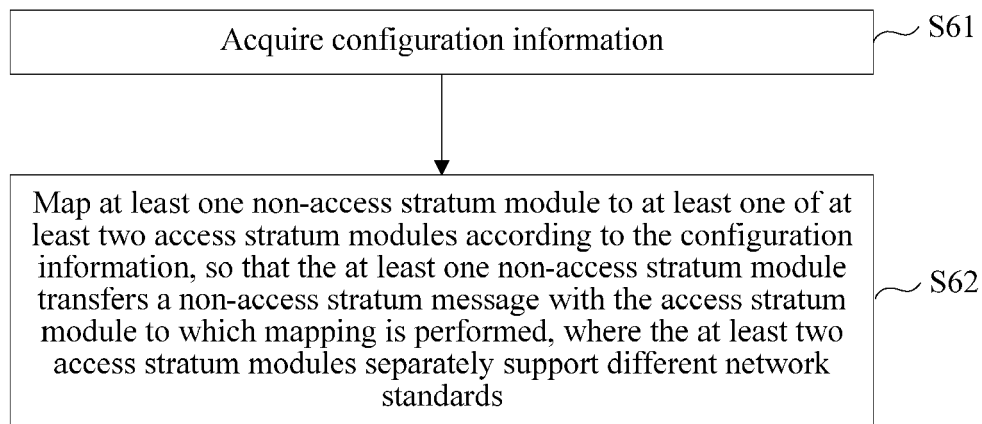 Acquire configuration information
S61
Map at least one non-access stratum module to at least one of at
least two access stratum modules according to the configuration
information, so that the at least one non-access stratum module
transfers a non-access stratum message with the access stratum
module to which mapping is performed, where the at least two
access stratum modules separately support different network
standards
S62